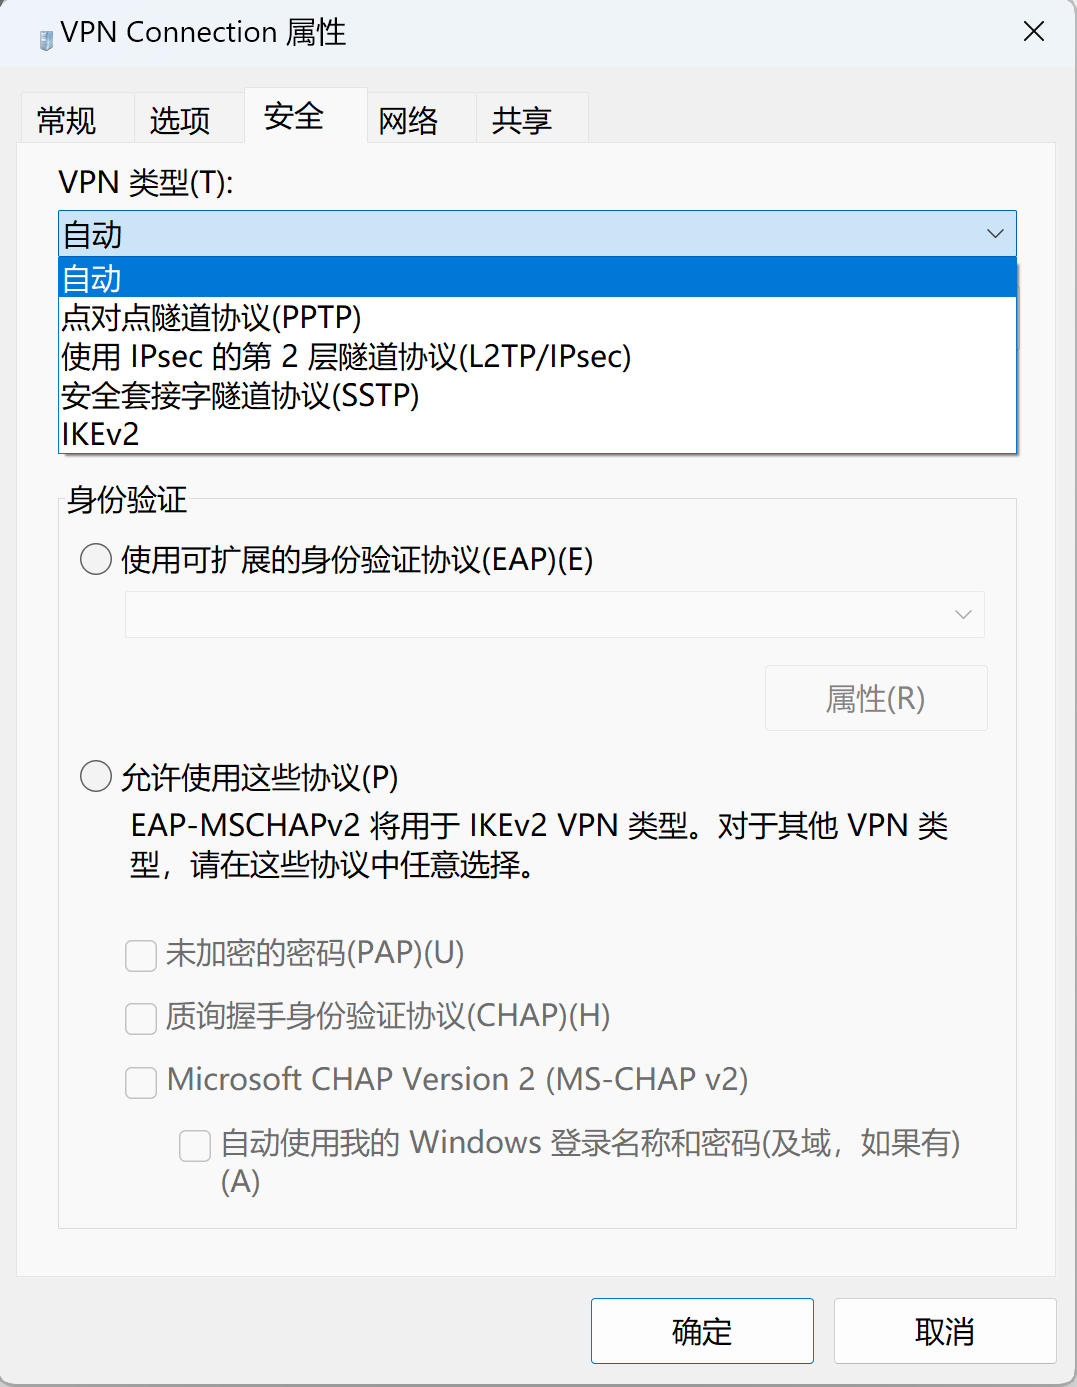 VPN Connection 属性
常规
选项
安全
网络
共享
VPN 类型(T):
自动
自动
点对点隧道协议(PPTP)
使用 IPsec 的第 2 层隧道协议(L2TP/IPsec)
安全套接字隧道协议(SSTP)
IKEv2
身份验证
使用可扩展的身份验证协议(EAP)(E)
属性(R)
允许使用这些协议(P)
EAP-MSCHAPv2 将用于 IKEv2 VPN 类型。对于其他 VPN 类
型，请在这些协议中任意选择。
未加密的密码(PAP)(U)
质询握手身份验证协议(CHAP)(H)
Microsoft CHAP Version 2 (MS-CHAP v2)
自动使用我的 Windows 登录名称和密码(及域，如果有)
(A)
确定
取消